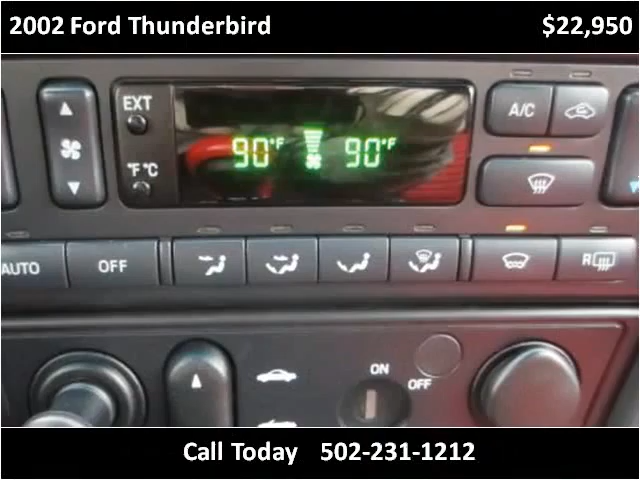 2002 Ford Thunderbird $22,950
EXT
°F °C
90°F 90°F
A/C
AUTO OFF R
ON
OFF
Call Today 502-231-1212